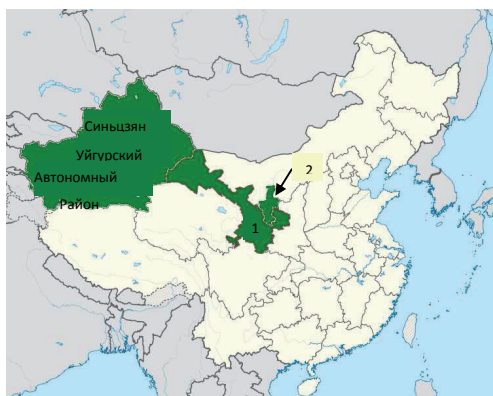 Синьцзян
Уйгурский
Автономный
Район
2
1